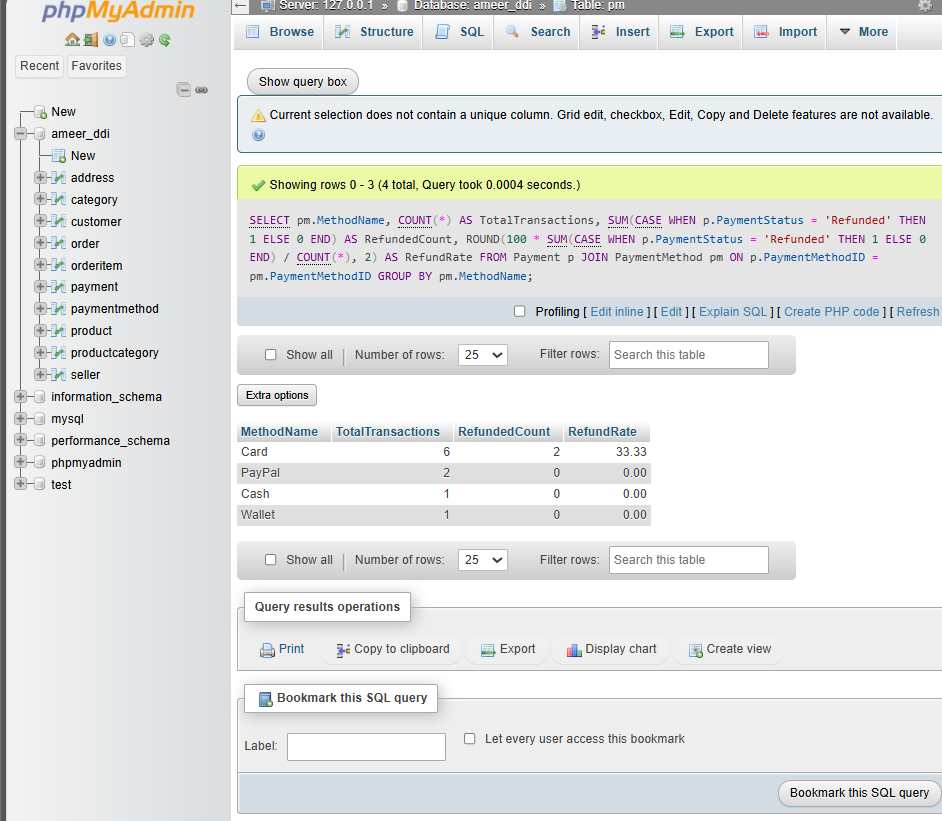 phpMyAdmin
Recent Favorites
New
ameer_ddi
New
address
category
customer
order
orderitem
payment
paymentmethod
product
productcategory
seller
information_schema
mysql
performance_schema
phpmyadmin
test
Server: 127.0.0.1 » Database: ameer_ddi » Table: pm
Browse Structure SQL Search Insert Export Import More
Show query box
Current selection does not contain a unique column. Grid edit, checkbox, Edit, Copy and Delete features are not available.
Showing rows 0 - 3 (4 total, Query took 0.0004 seconds.)
SELECT pm.MethodName, COUNT(*) AS TotalTransactions, SUM(CASE WHEN p.PaymentStatus = 'Refunded' THEN
1 ELSE 0 END) AS RefundedCount, ROUND(100 * SUM(CASE WHEN p.PaymentStatus = 'Refunded' THEN 1 ELSE 0
END) / COUNT(*), 2) AS RefundRate FROM Payment p JOIN PaymentMethod pm ON p.PaymentMethodID =
pm.PaymentMethodID GROUP BY pm.MethodName;
Profiling [ Edit inline ] [ Edit ] [ Explain SQL ] [ Create PHP code ] [ Refresh
Show all | Number of rows: 25 Filter rows: Search this table
Extra options
MethodName TotalTransactions RefundedCount RefundRate
Card 6 2 33.33
PayPal 2 0 0.00
Cash 1 0 0.00
Wallet 1 0 0.00
Show all | Number of rows: 25 Filter rows: Search this table
Query results operations
Print Copy to clipboard Export Display chart Create view
Bookmark this SQL query
Label: Let every user access this bookmark
Bookmark this SQL query